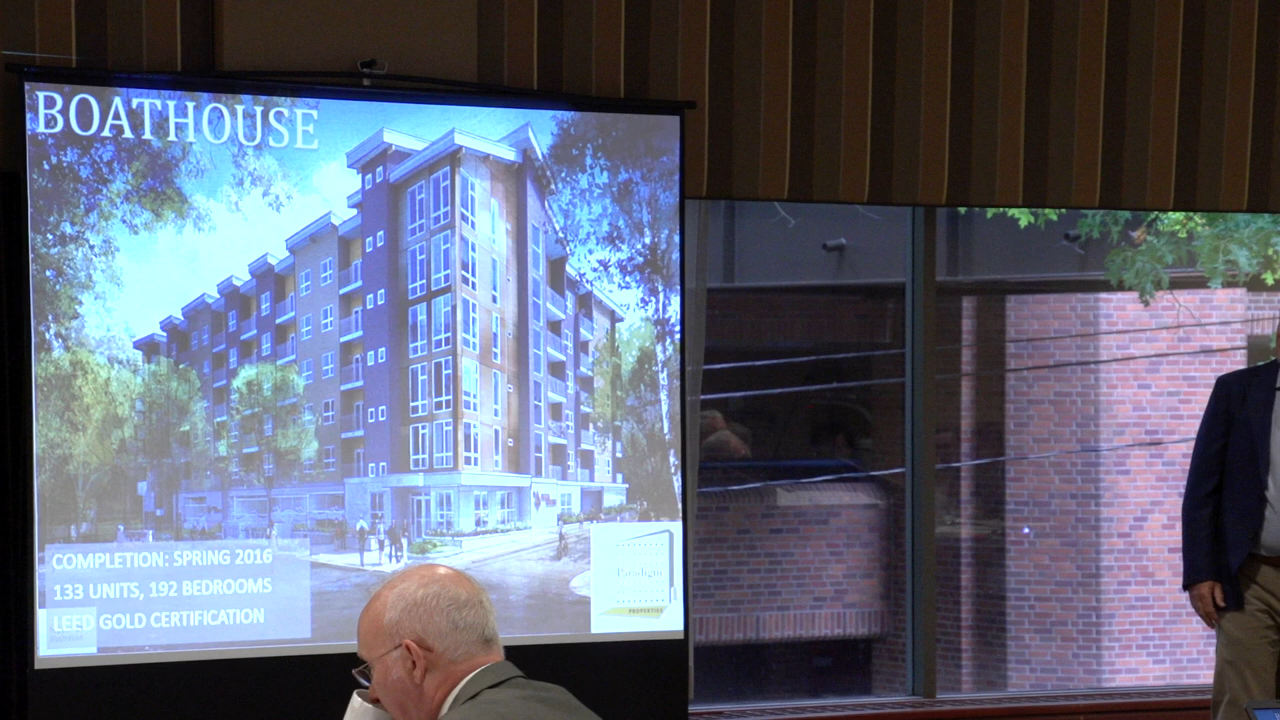 BOATHOUSE
COMPLETION: SPRING 2016
133 UNITS, 192 BEDROOMS
LEED GOLD CERTIFICATION
Paradigm
PROPERTIES